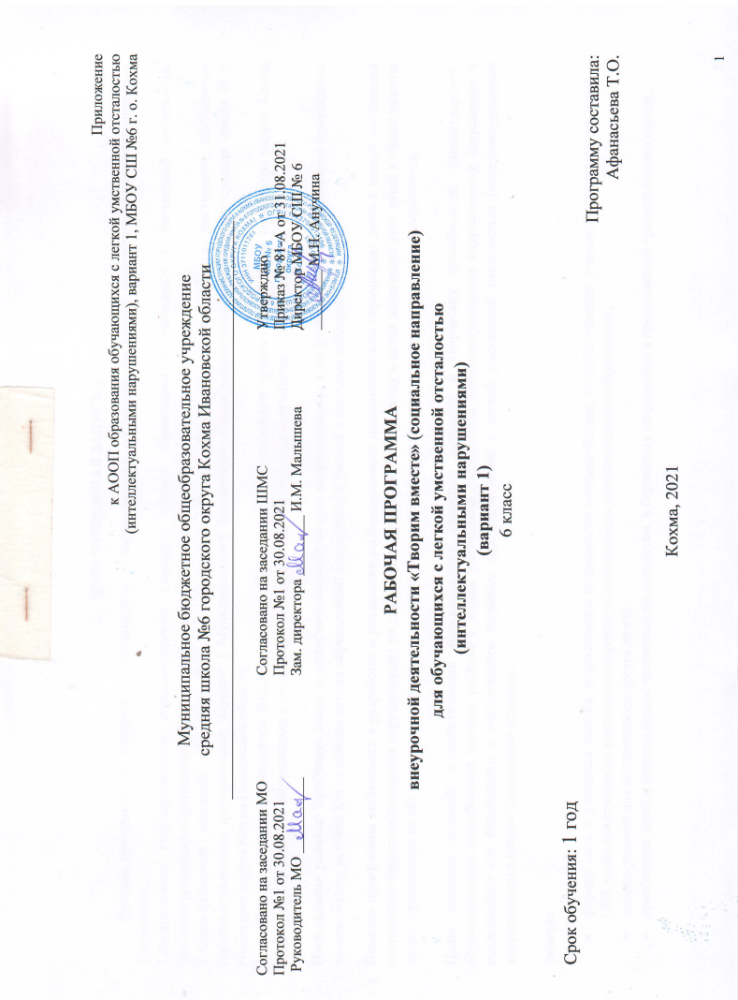 Приложение
к АООП образования обучающихся с легкой умственной отсталостью
(интеллектуальными нарушениями), вариант 1, МБОУ СШ №6 г. о. Кохма
Муниципальное бюджетное общеобразовательное учреждение
средняя школа №6 городского округа Кохма Ивановской области
Согласовано на заседании МО
Протокол №1 от 30.08.2021
Руководитель МО
Согласовано на заседании ШМС
Протокол №1 от 30.08.2021
Зам. директора И.М. Малышева
Утверждаю
Приказ № 81-А от 31.08.2021
Директор МБОУ СШ № 6
М.Н. Анучина
МБОУ
№ 6
РАБОЧАЯ ПРОГРАММА
внеурочной деятельности «Творим вместе» (социальное направление)
для обучающихся с легкой умственной отсталостью
(интеллектуальными нарушениями)
(вариант 1)
6 класс
Срок обучения: 1 год
Программу составила:
Афанасьева Т.О.
Кохма, 2021
1